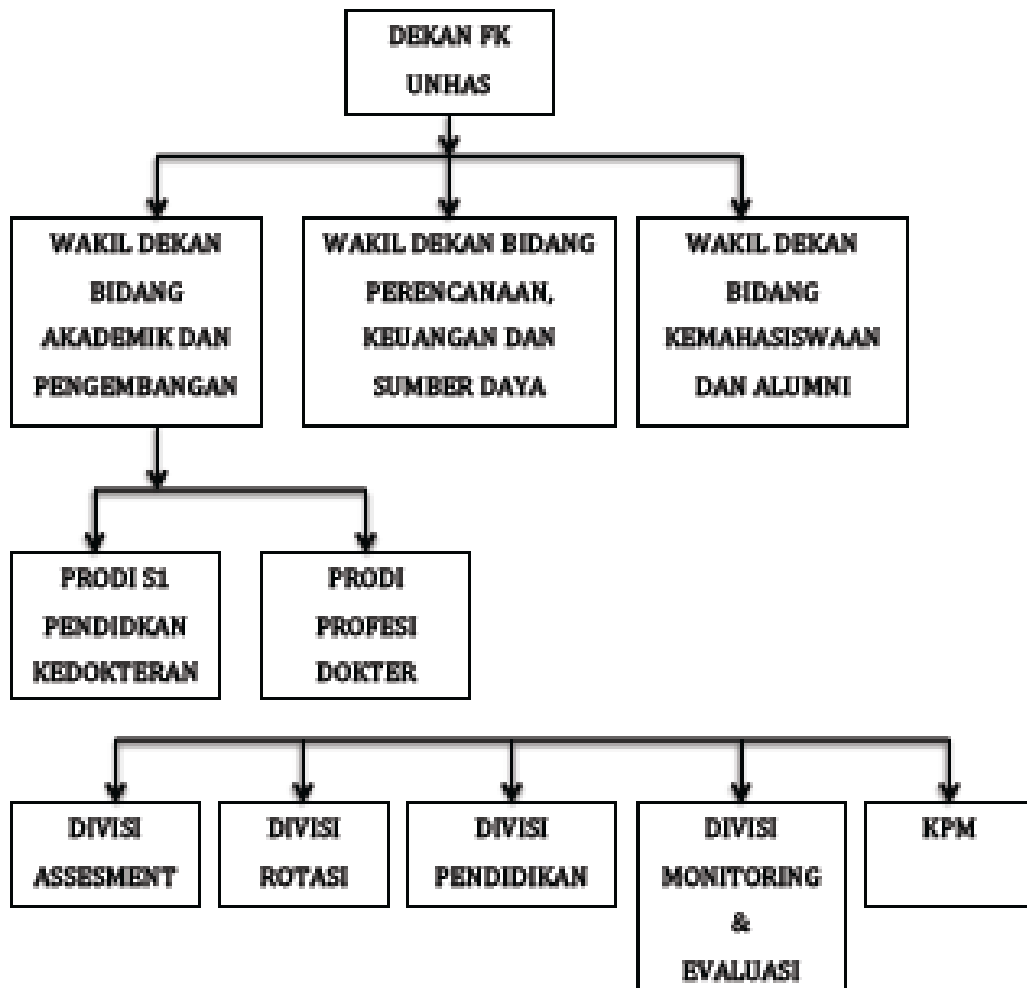 DEKAN FK
UNHAS
WAKIL DEKAN
BIDANG
AKADEMIK DAN
PENGEMBANGAN
WAKIL DEKAN BIDANG
PERENCANAAN,
KEUANGAN DAN
SUMBER DAYA
WAKIL DEKAN
BIDANG
KEMAHASISWAAN
DAN ALUMNI
PRODI S1
PENDIDKAN
KEDOKTERAN
PRODI
PROFESI
DOKTER
DIVISI
ASSESMENT
DIVISI
ROTASI
DIVISI
PENDIDIKAN
DIVISI
MONITORING
&
EVALUASI
KPM